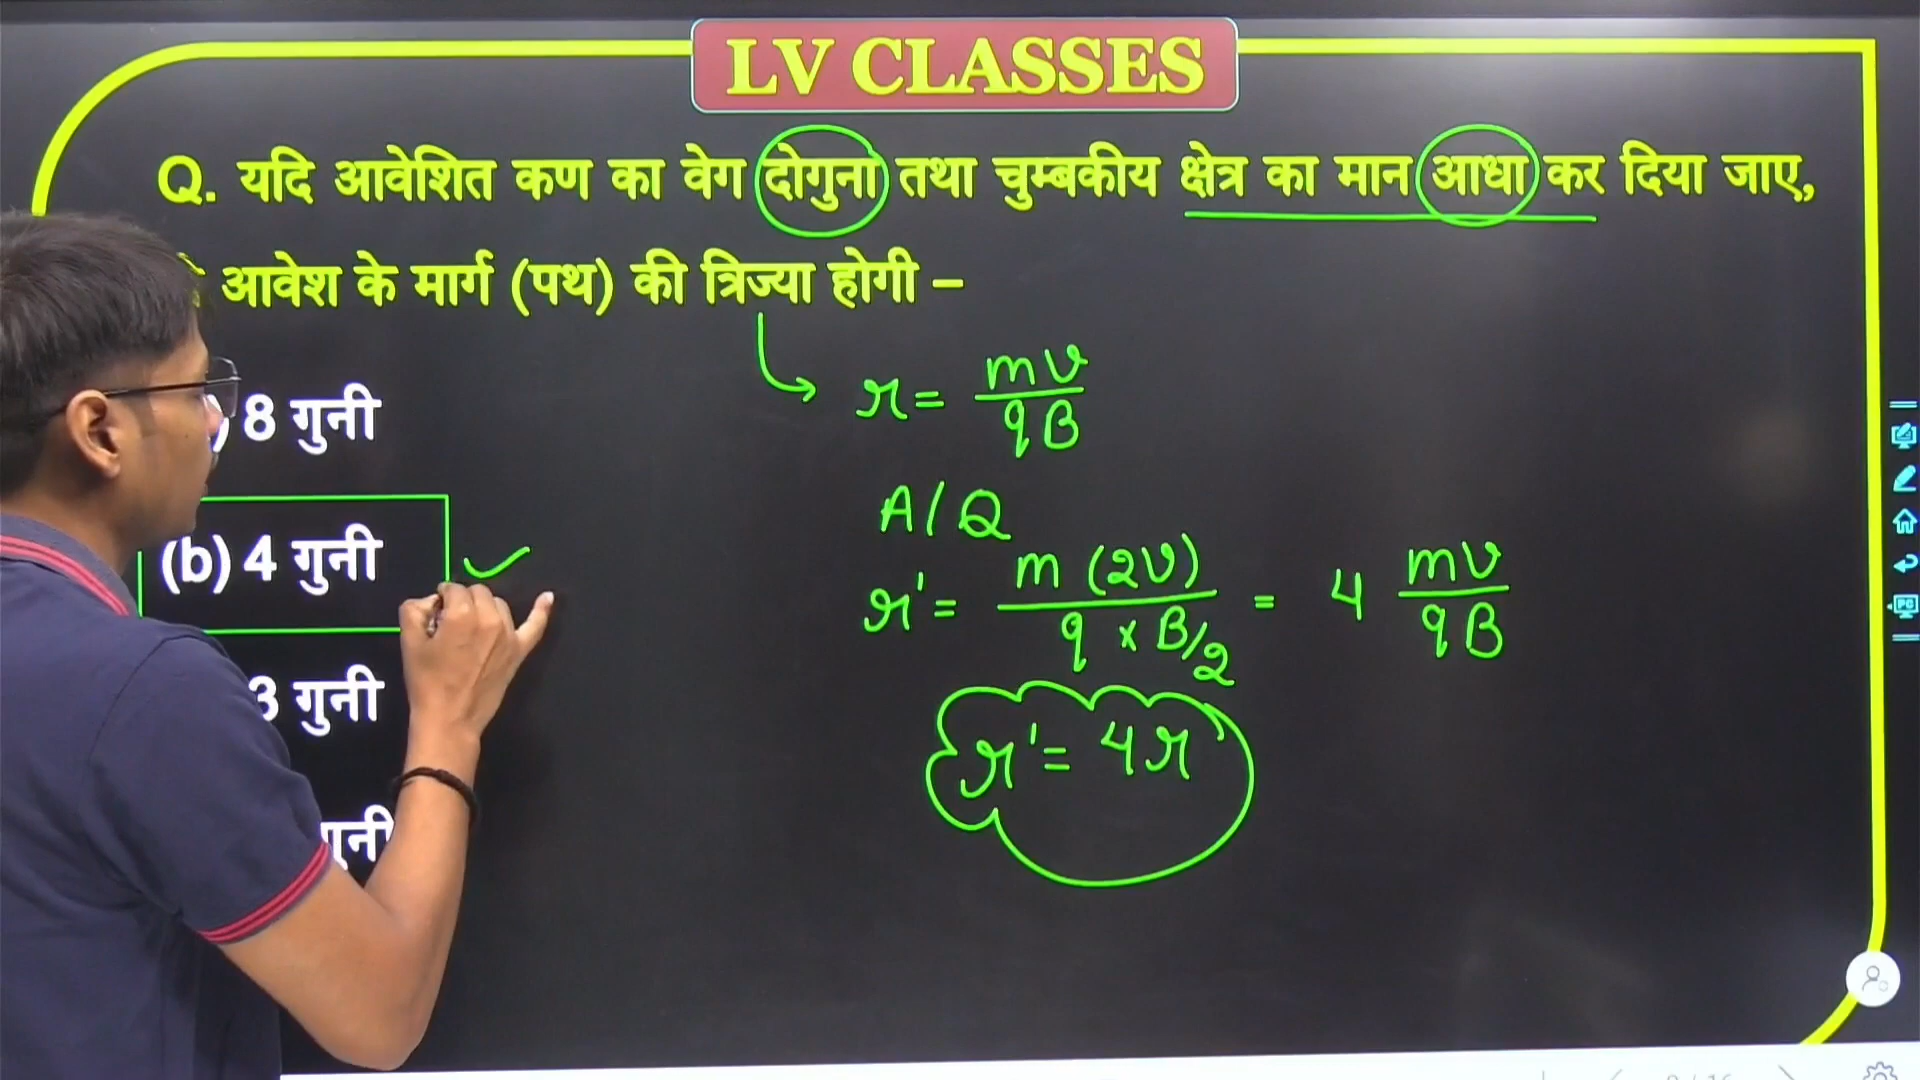 LV CLASSES
Q. यदि आवेशित कण का वेग दोगुना तथा चुम्बकीय क्षेत्र का मान आधा कर दिया जाए,
आवेश के मार्ग (पथ) की त्रिज्या होगी –
r = mv / qB
) 8 गुनी
A/Q
(b) 4 गुनी
r' = m (2v) / q × B/2 = 4 mv / qB
3 गुनी
r' = 4r
गुनी
PC